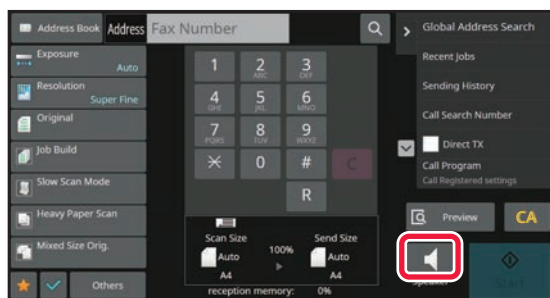 Address Book Address Fax Number
Global Address Search
Exposure
Auto
Resolution
Super Fine
Original
Job Build
Slow Scan Mode
Heavy Paper Scan
Mixed Size Orig.
Others
1 2 3
ABC DEF
4 5 6
GHI JKL MNO
7 8 9
PQRS TUV WXYZ
0 # C
R
Scan Size
Send Size
Auto
100%
Auto
A4
A4
reception memory: 0%
Recent Jobs
Sending History
Call Search Number
Direct TX
Call Program
Call Registered settings
Preview
CA
Speaker
START